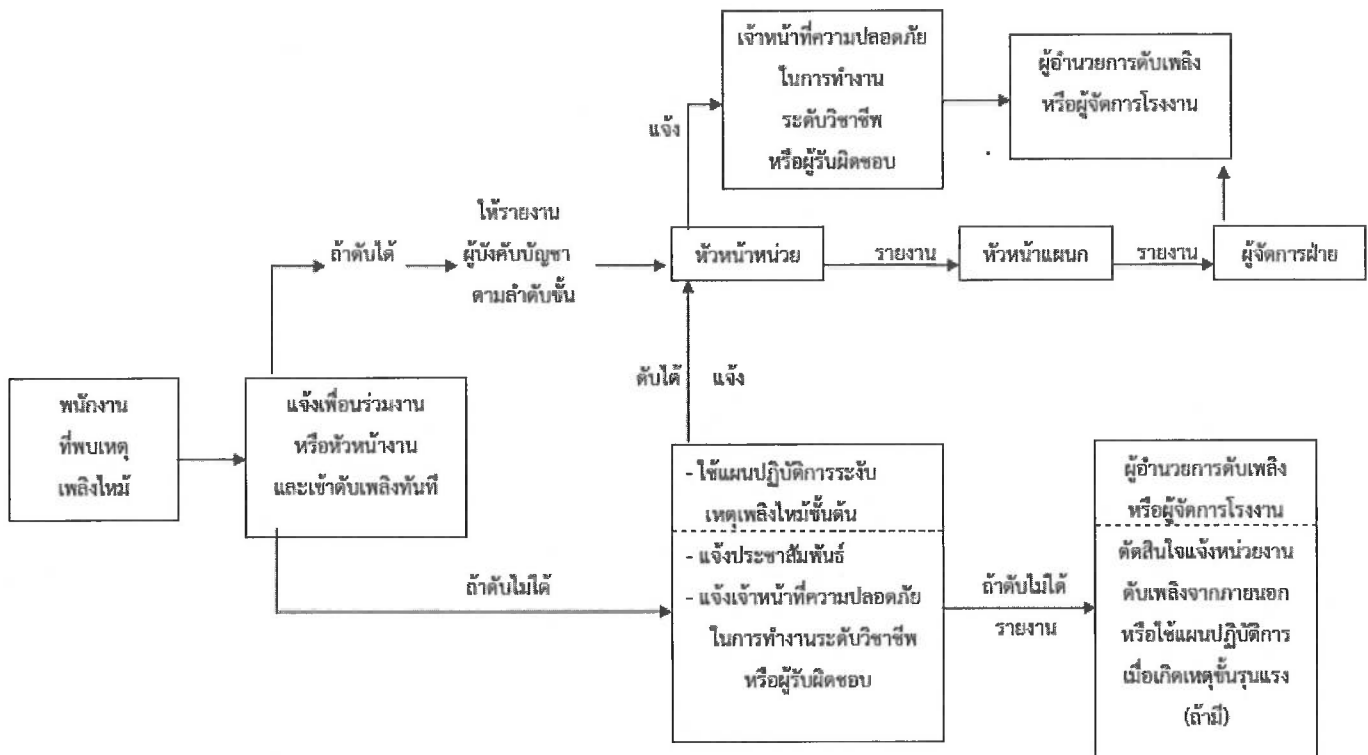 เจ้าหน้าที่ความปลอดภัย
ในการทำงาน
ระดับวิชาชีพ
หรือผู้รับผิดชอบ
ผู้อำนวยการดับเพลิง
หรือผู้จัดการโรงงาน
แจ้ง
ถ้าดับได้
ให้รายงาน
ผู้บังคับบัญชา
ตามลำดับชั้น
หัวหน้าหน่วย
รายงาน
หัวหน้าแผนก
รายงาน
ผู้จัดการฝ่าย
ดับได้
แจ้ง
พนักงาน
ที่พบเหตุ
เพลิงไหม้
แจ้งเพื่อนร่วมงาน
หรือหัวหน้างาน
และเข้าดับเพลิงทันที
ถ้าดับไม่ได้
- ใช้แผนปฏิบัติการระงับ
เหตุเพลิงไหม้ขั้นต้น
- แจ้งประชาสัมพันธ์
- แจ้งเจ้าหน้าที่ความปลอดภัย
ในการทำงานระดับวิชาชีพ
หรือผู้รับผิดชอบ
ถ้าดับไม่ได้
รายงาน
ผู้อำนวยการดับเพลิง
หรือผู้จัดการโรงงาน
ตัดสินใจแจ้งหน่วยงาน
ดับเพลิงจากภายนอก
หรือใช้แผนปฏิบัติการ
เมื่อเกิดเหตุขั้นรุนแรง
(ถ้ามี)